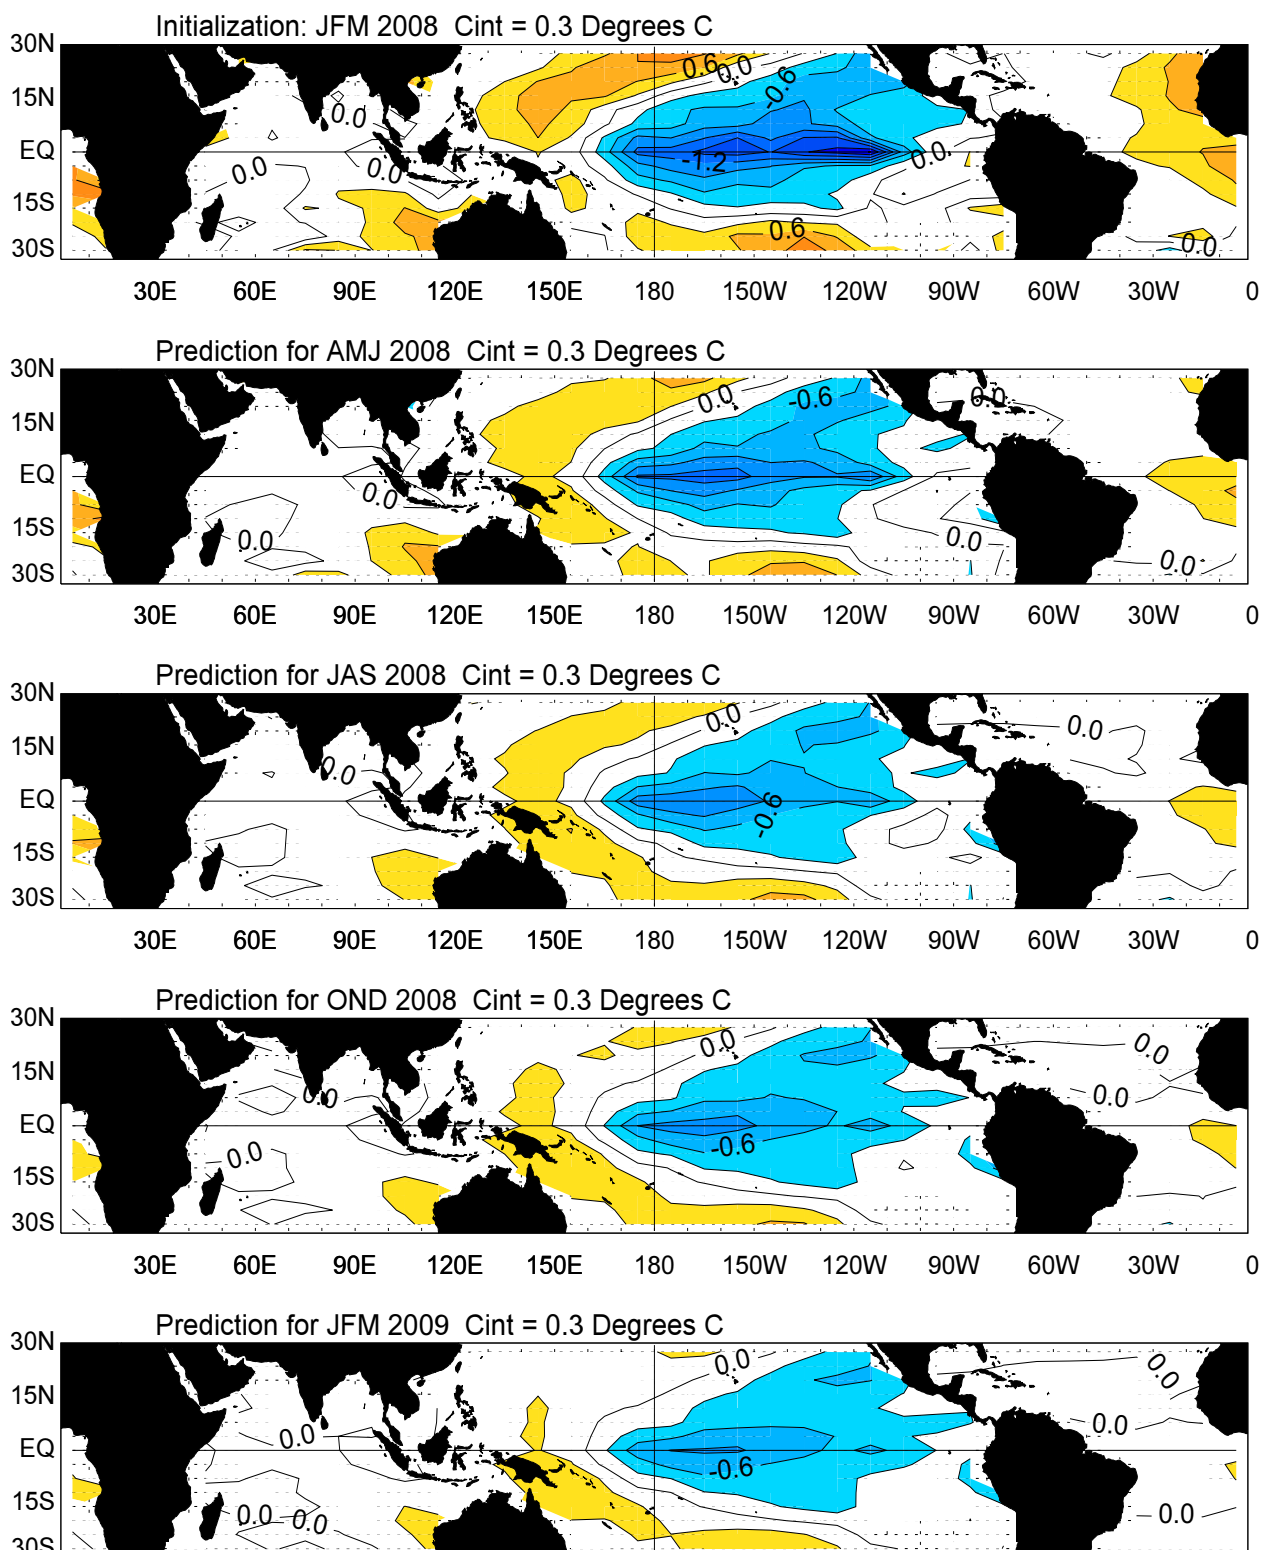 Initialization: JFM 2008 Cint = 0.3 Degrees C
30N
0.6
0.0
-0.6
15N
0.0
EQ
0.0
0.0
-1.2
0.0
15S
0.6
30S
0.0
30E 60E 90E 120E 150E 180 150W 120W 90W 60W 30W 0
Prediction for AMJ 2008 Cint = 0.3 Degrees C
30N
0.0
-0.6
0.0
15N
EQ
0.0
15S
0.0
0.0
0.0
30S
30E 60E 90E 120E 150E 180 150W 120W 90W 60W 30W 0
Prediction for JAS 2008 Cint = 0.3 Degrees C
30N
0.0
0.0
15N
0.0
EQ
-0.6
15S
30S
30E 60E 90E 120E 150E 180 150W 120W 90W 60W 30W 0
Prediction for OND 2008 Cint = 0.3 Degrees C
30N
0.0
0.0
15N
0.0
0.0
EQ
-0.6
0.0
15S
30S
30E 60E 90E 120E 150E 180 150W 120W 90W 60W 30W 0
Prediction for JFM 2009 Cint = 0.3 Degrees C
30N
0.0
0.0
15N
0.0
0.0
EQ
-0.6
15S
0.0
0.0
0.0
30S